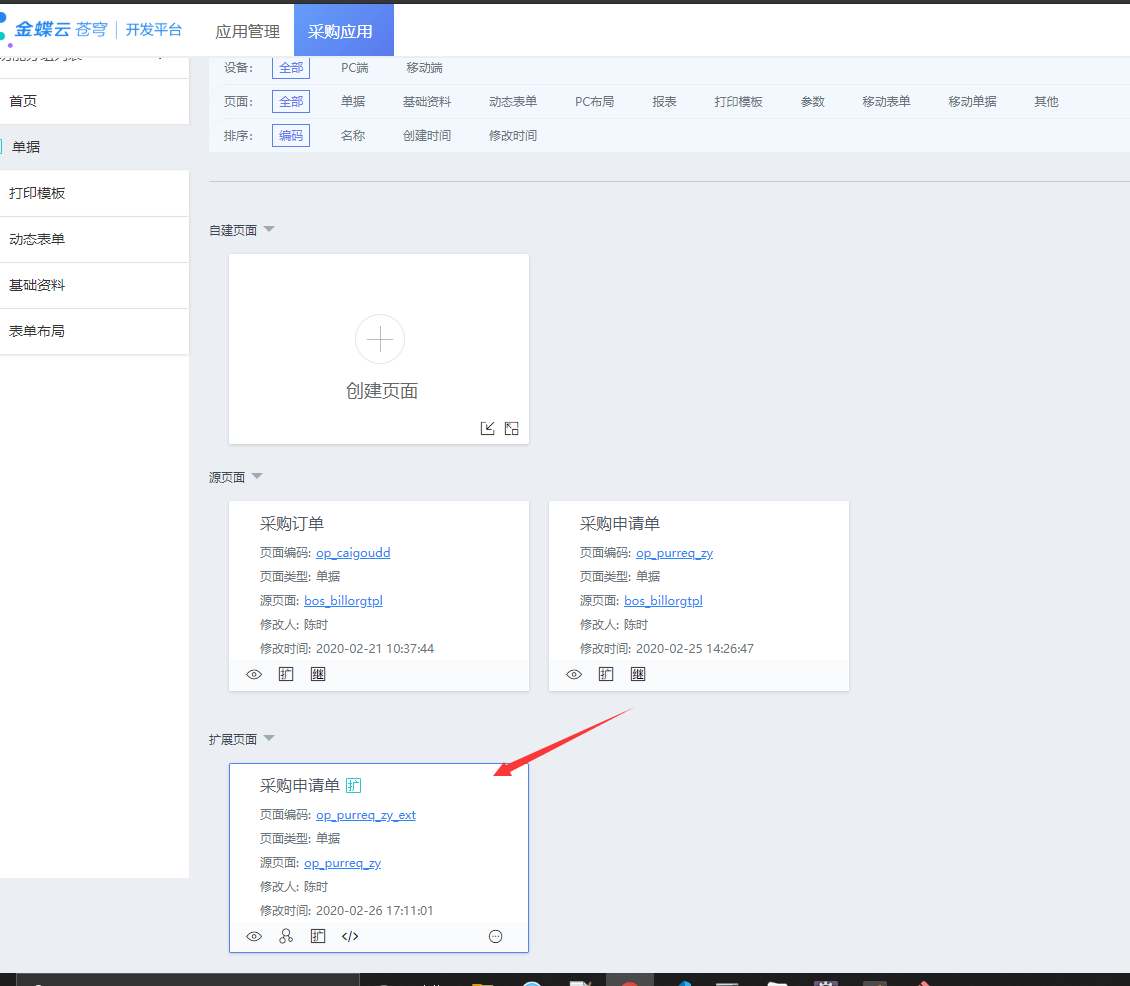 金蝶云 苍穹 | 开发平台 应用管理 采购应用
设备: 全部 PC端 移动端
页面: 全部 单据 基础资料 动态表单 PC布局 报表 打印模板 参数 移动表单 移动单据 其他
排序: 编码 名称 创建时间 修改时间
首页
单据
打印模板
动态表单
基础资料
表单布局
自建页面
创建页面
源页面
采购订单
页面编码: op_caigoudd
页面类型: 单据
源页面: bos_billorgtpl
修改人: 陈时
修改时间: 2020-02-21 10:37:44
扩 继
采购申请单
页面编码: op_purreq_zy
页面类型: 单据
源页面: bos_billorgtpl
修改人: 陈时
修改时间: 2020-02-25 14:26:47
扩 继
扩展页面
采购申请单 扩
页面编码: op_purreq_zy_ext
页面类型: 单据
源页面: op_purreq_zy
修改人: 陈时
修改时间: 2020-02-26 17:11:01
扩 </>